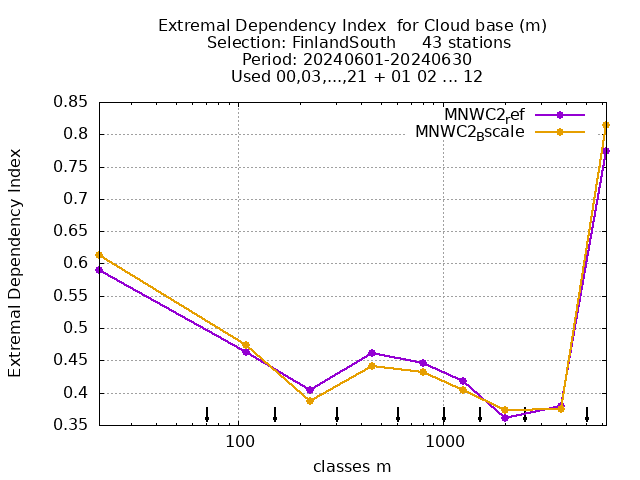 Extremal Dependency Index  for Cloud base (m)
Selection: FinlandSouth     43 stations
Period: 20240601-20240630
Used 00,03,...,21 + 01 02 ... 12
MNWC2ref
MNWC2Bscale
0.85
0.8
0.75
0.7
0.65
0.6
0.55
0.5
0.45
0.4
0.35
Extremal Dependency Index
100
1000
classes m